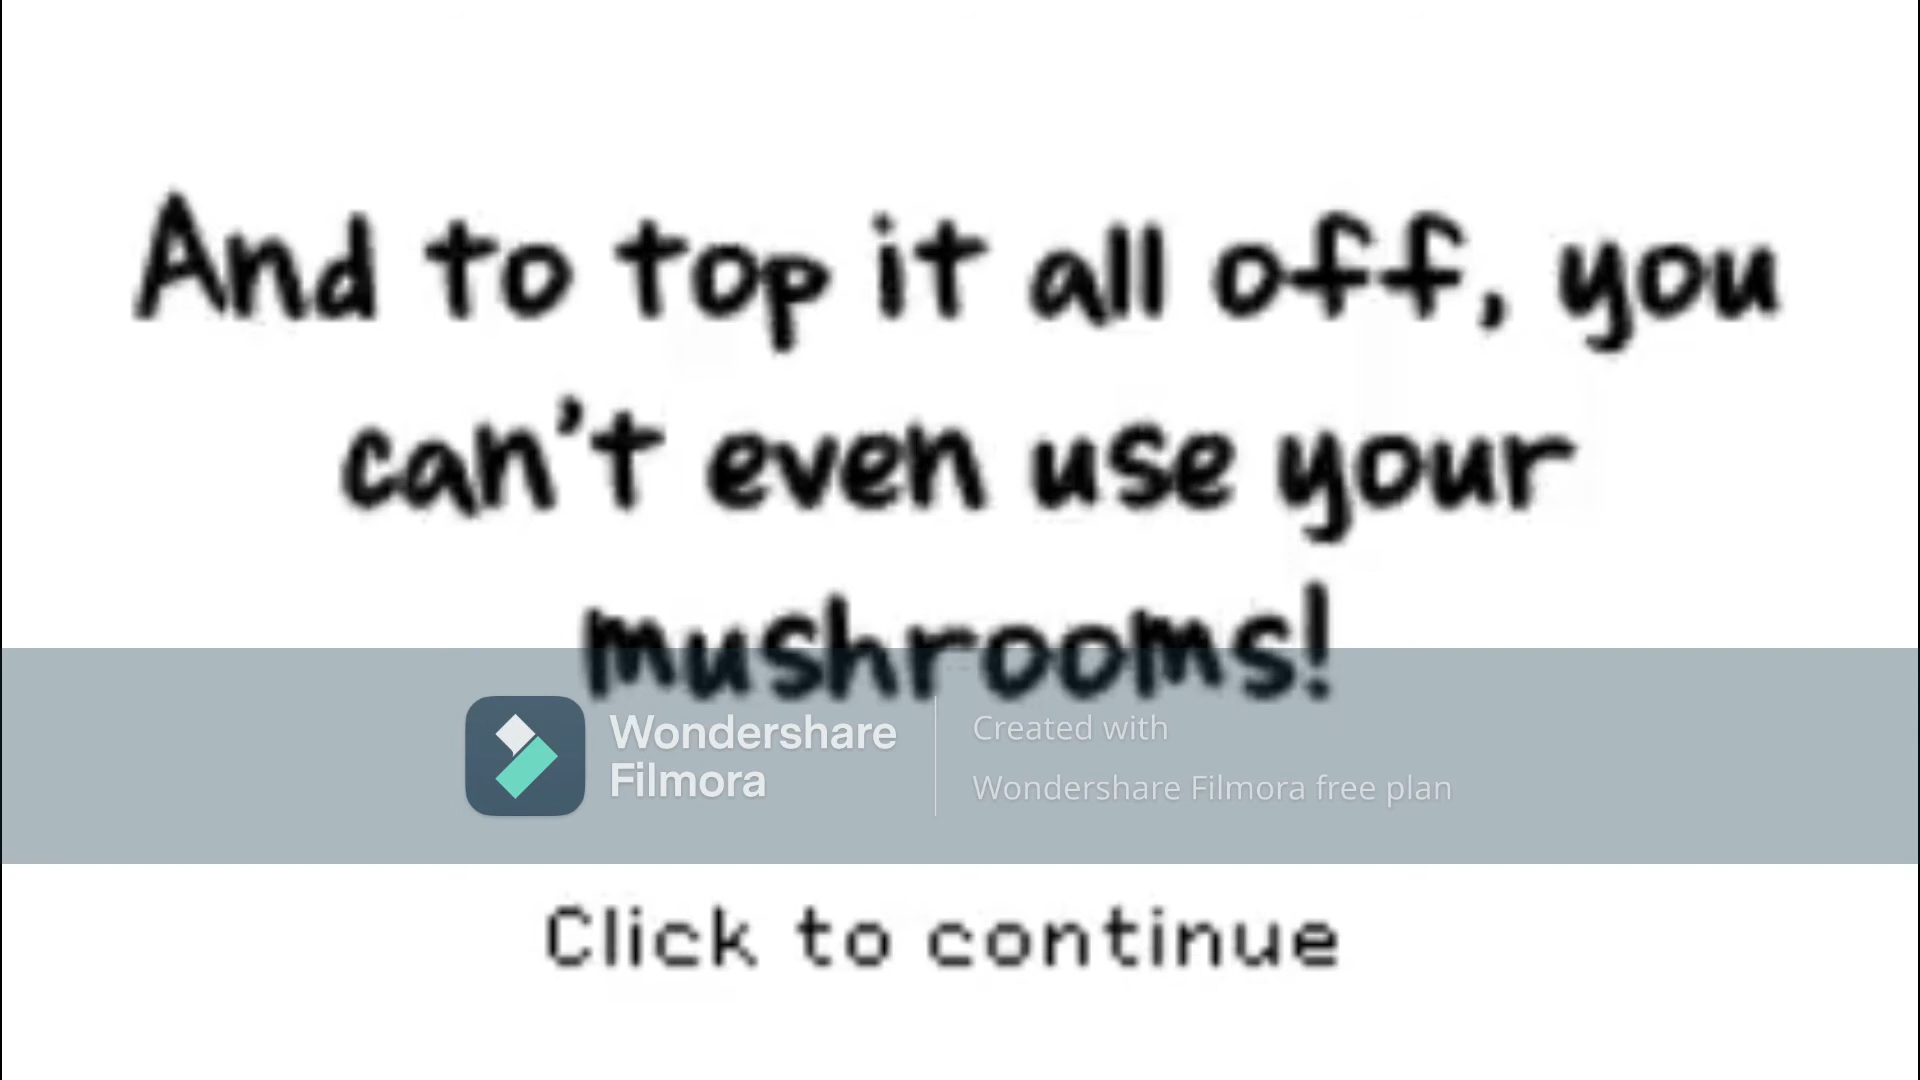 And to top it all off, you
can't even use your
mushrooms!
Wondershare
Filmora
Created with
Wondershare Filmora free plan
Click to continue